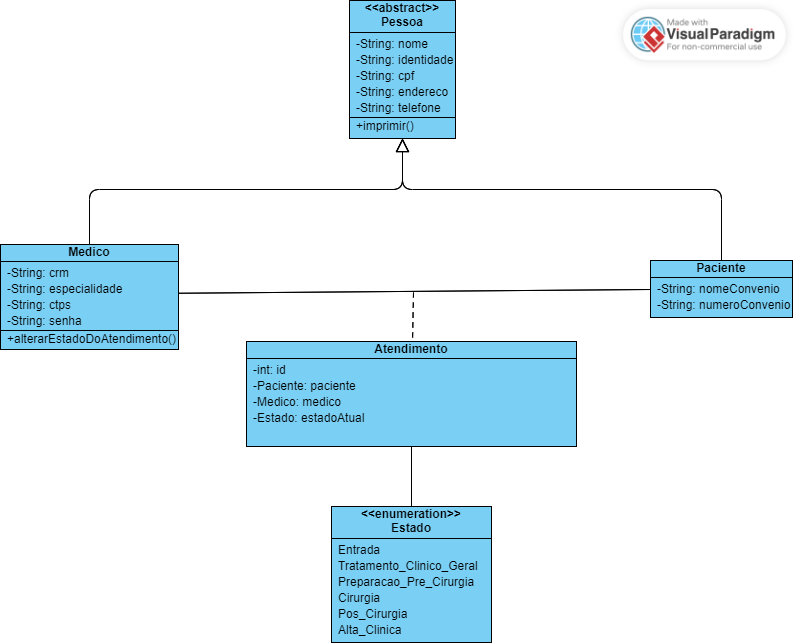 <<abstract>>
Pessoa
-String: nome
-String: identidade
-String: cpf
-String: endereco
-String: telefone
+imprimir()
Made with
VisualParadigm
For non-commercial use
Medico
-String: crm
-String: especialidade
-String: ctps
-String: senha
+alterarEstadoDoAtendimento()
Paciente
-String: nomeConvenio
-String: numeroConvenio
Atendimento
-int: id
-Paciente: paciente
-Medico: medico
-Estado: estadoAtual
<<enumeration>>
Estado
Entrada
Tratamento_Clinico_Geral
Preparacao_Pre_Cirurgia
Cirurgia
Pos_Cirurgia
Alta_Clinica